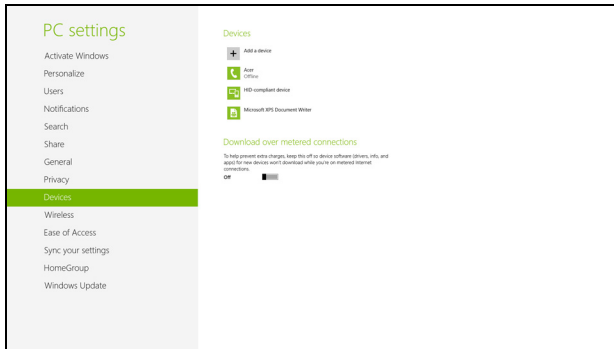 PC settings
Activate Windows
Personalize
Users
Notifications
Search
Share
General
Privacy
Devices
Wireless
Ease of Access
Sync your settings
HomeGroup
Windows Update
Devices
Add a device
Acer
Offline
HID-compliant device
Microsoft XPS Document Writer
Download over metered connections
To help prevent extra charges, keep this off so device software (drivers, info, and
apps) for new devices won't download while you're on metered Internet
connections.
Off